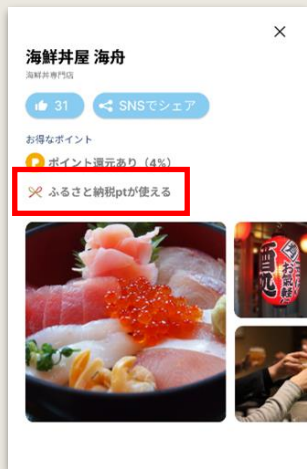 海鮮丼屋 海舟
海鮮丼専門店
31
SNSでシェア
お得なポイント
P ポイント還元あり（4%）
ふるさと納税ptが使える
酒処